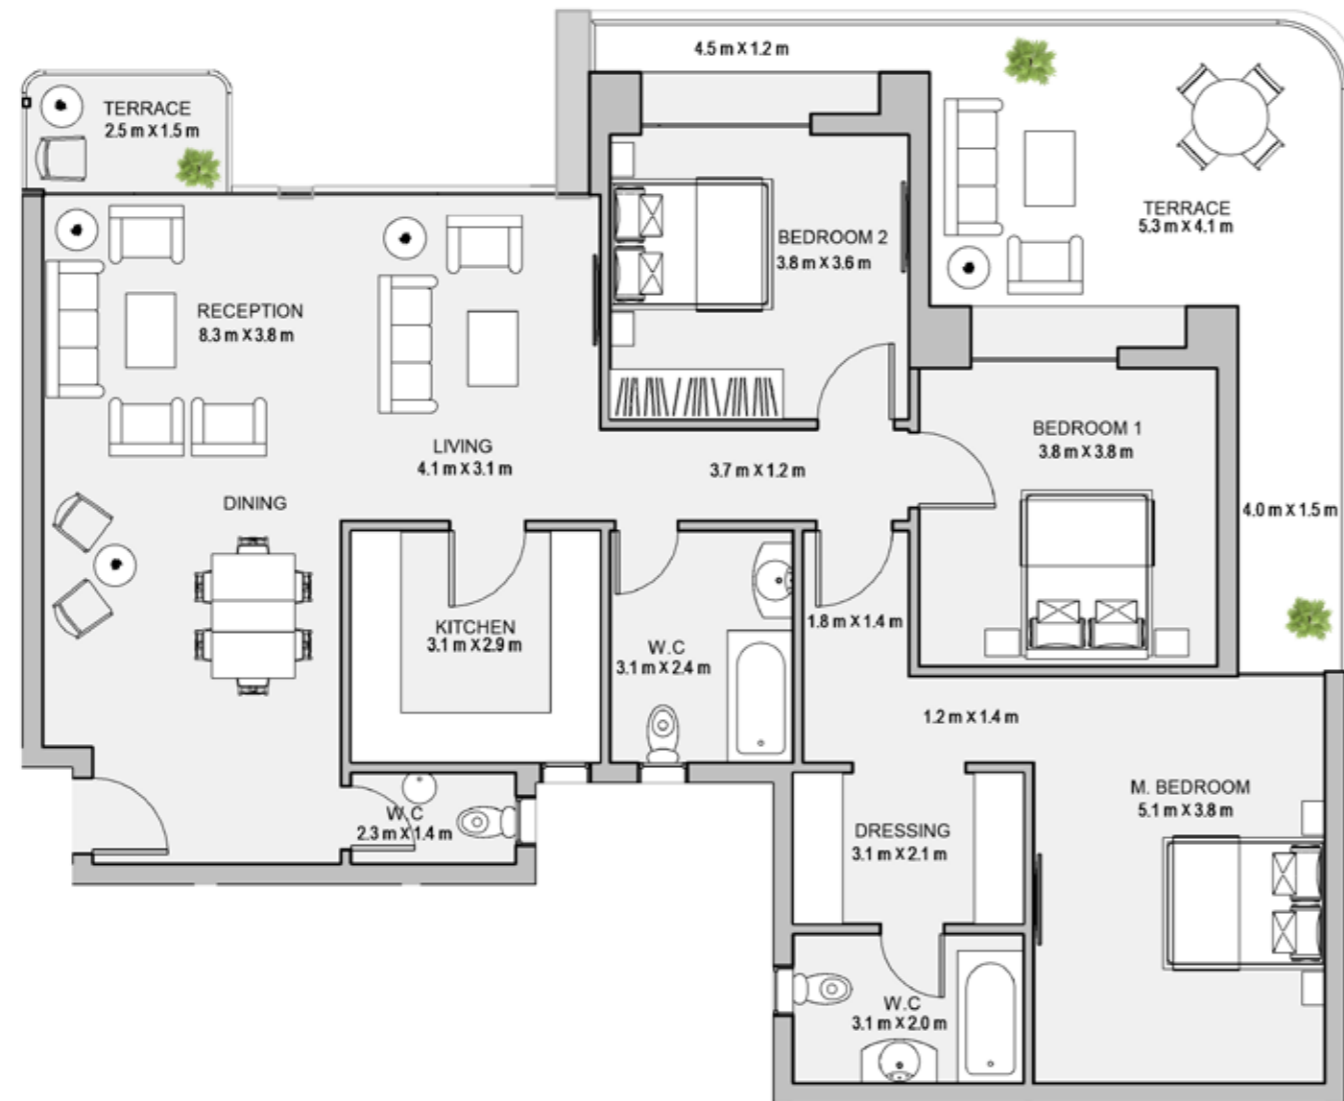 4.5 m X 1.2 m
TERRACE
2.5 m X 1.5 m
TERRACE
5.3 m X 4.1 m
BEDROOM 2
3.8 m X 3.6 m
RECEPTION
8.3 m X 3.8 m
LIVING
4.1 m X 3.1 m
BEDROOM 1
3.8 m X 3.8 m
3.7 m X 1.2 m
DINING
4.0 m X 1.5 m
KITCHEN
3.1 m X 2.9 m
W.C
3.1 m X 2.4 m
1.8 m X 1.4 m
1.2 m X 1.4 m
M. BEDROOM
5.1 m X 3.8 m
W.C
2.3 m X 1.4 m
DRESSING
3.1 m X 2.1 m
W.C
3.1 m X 2.0 m